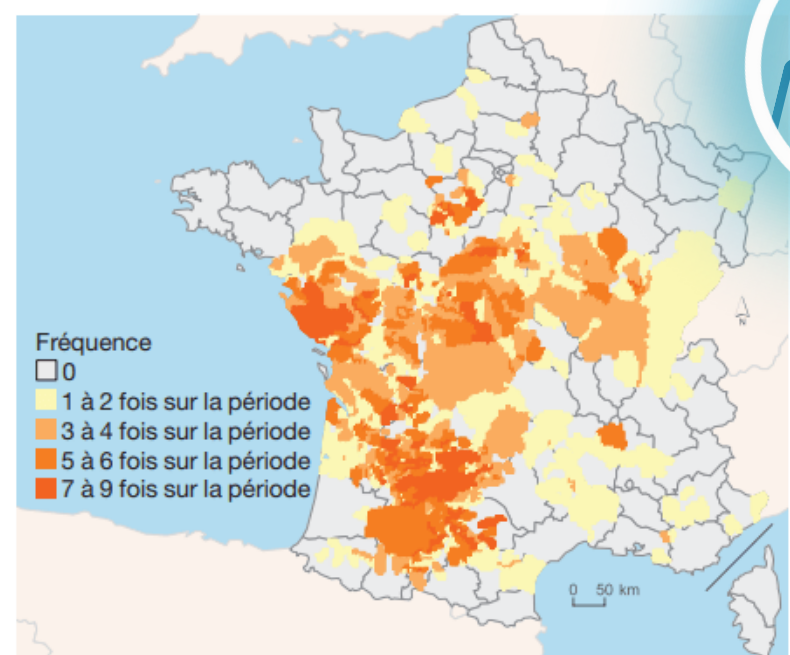 Fréquence
0
1 à 2 fois sur la période
3 à 4 fois sur la période
5 à 6 fois sur la période
7 à 9 fois sur la période
N
0 50 km